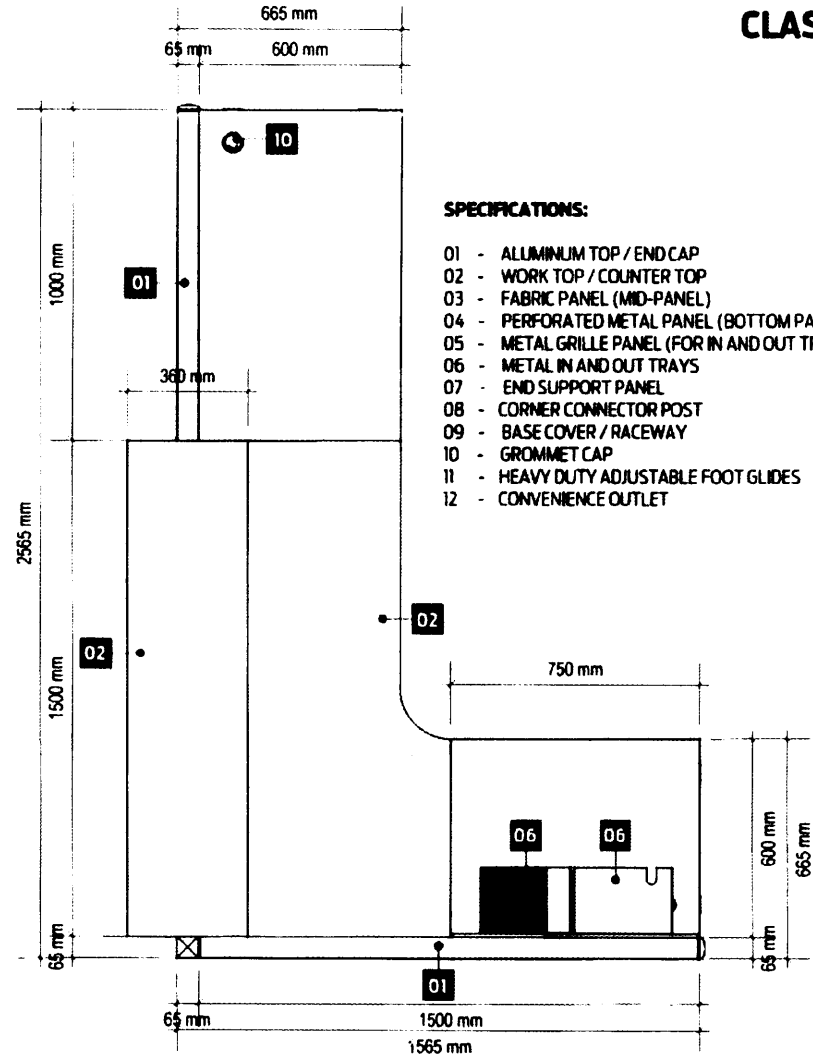 665 mm
CLAS
65 mm
600 mm
10
SPECIFICATIONS:
01 - ALUMINUM TOP / END CAP
02 - WORK TOP / COUNTER TOP
03 - FABRIC PANEL (MID-PANEL)
04 - PERFORATED METAL PANEL (BOTTOM PA
05 - METAL GRILLE PANEL (FOR IN AND OUT TR
06 - METAL IN AND OUT TRAYS
07 - END SUPPORT PANEL
08 - CORNER CONNECTOR POST
09 - BASE COVER / RACEWAY
10 - GROMMET CAP
11 - HEAVY DUTY ADJUSTABLE FOOT GLIDES
12 - CONVENIENCE OUTLET
1000 mm
01
360 mm
2565 mm
02
02
1500 mm
750 mm
06
06
600 mm
665 mm
65 mm
65 mm
01
65 mm
1500 mm
1565 mm